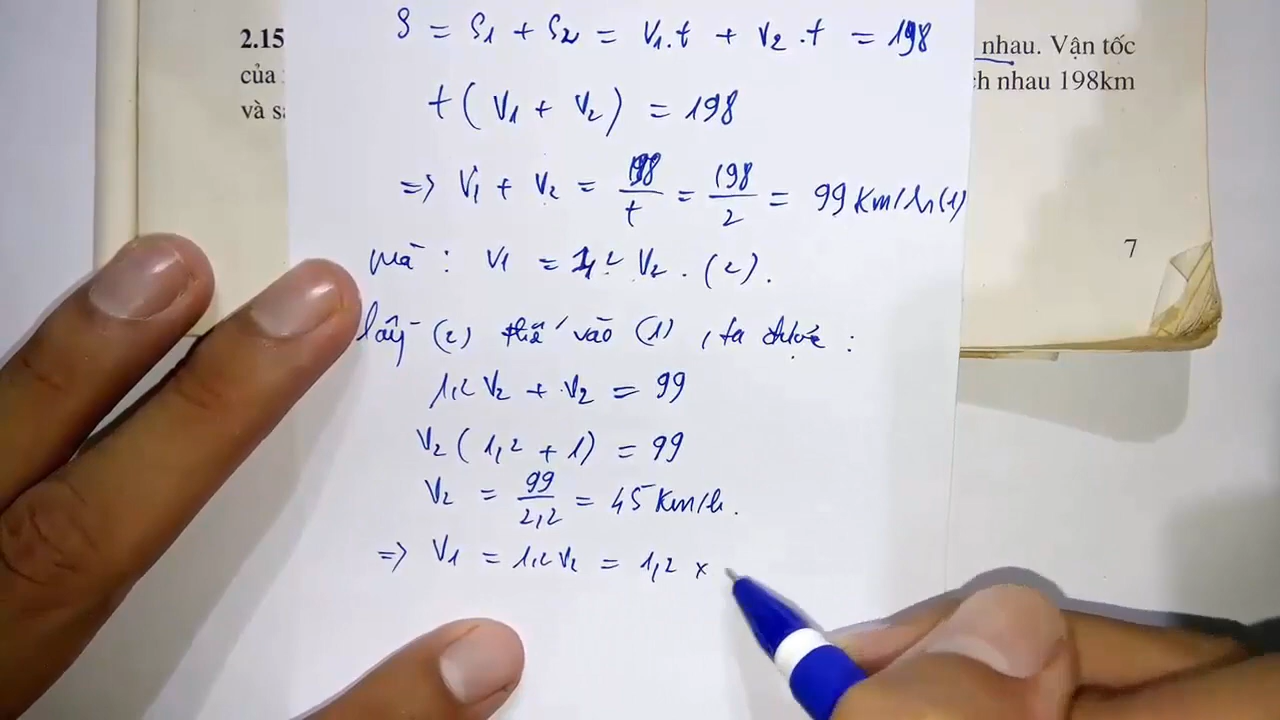 S = S1 + S2 = V1.t + V2.t = 198
2.15
nhau. Vận tốc
của
ch nhau 198km
và sa
t(V1 + V2) = 198
=> V1 + V2 = 198/t = 198/2 = 99 Km/h (1)
7
mà : V1 = 1,2 V2. (2).
lấy (2) thế vào (1), ta được :
1,2 V2 + V2 = 99
V2 (1,2 + 1) = 99
V2 = 99/2,2 = 45 Km/h.
=> V1 = 1,2 V2 = 1,2 x